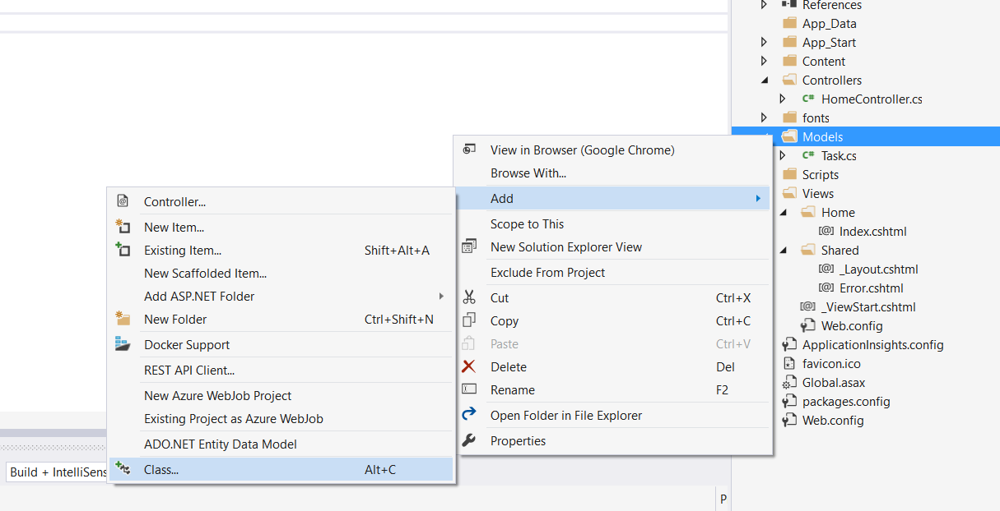 References
App_Data
App_Start
Content
Controllers
C# HomeController.cs
fonts
Models
C# Task.cs
Scripts
Views
Home
[@] Index.cshtml
Shared
[@] _Layout.cshtml
[@] Error.cshtml
[@] _ViewStart.cshtml
Web.config
ApplicationInsights.config
favicon.ico
Global.asax
packages.config
Web.config
View in Browser (Google Chrome)
Browse With...
Add
Scope to This
New Solution Explorer View
Exclude From Project
Cut Ctrl+X
Copy Ctrl+C
Paste Ctrl+V
Delete Del
Rename F2
Open Folder in File Explorer
Properties
Controller...
New Item...
Existing Item... Shift+Alt+A
New Scaffolded Item...
Add ASP.NET Folder
New Folder Ctrl+Shift+N
Docker Support
REST API Client...
New Azure WebJob Project
Existing Project as Azure WebJob
ADO.NET Entity Data Model
Class... Alt+C
Build + IntelliSens
P